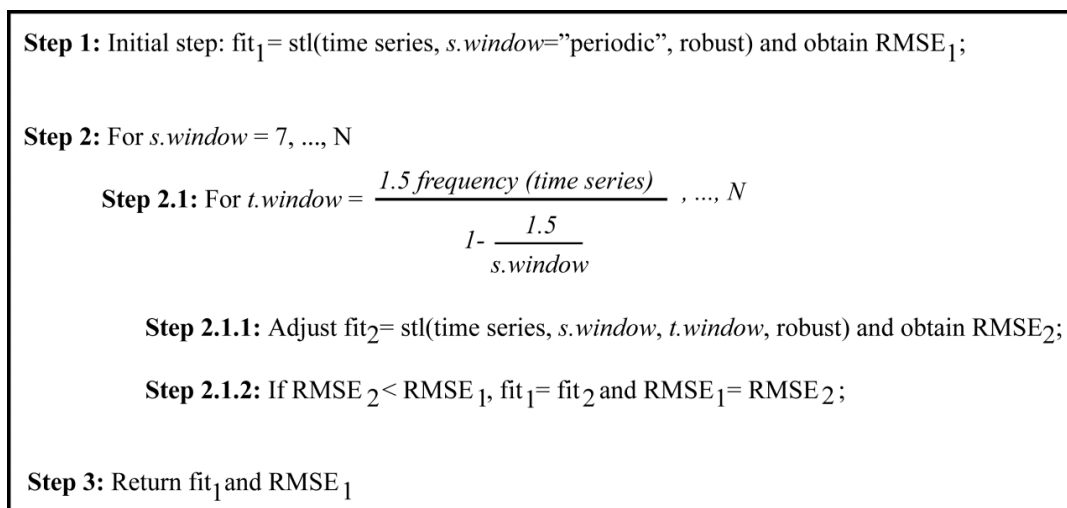 Step 1: Initial step: fit1= stl(time series, s.window=”periodic”, robust) and obtain RMSE1;
Step 2: For s.window = 7, ..., N
Step 2.1: For t.window = 1.5 frequency (time series) / 1- 1.5 / s.window , ..., N
Step 2.1.1: Adjust fit2= stl(time series, s.window, t.window, robust) and obtain RMSE2;
Step 2.1.2: If RMSE2< RMSE1, fit1= fit2 and RMSE1= RMSE2;
Step 3: Return fit1 and RMSE1